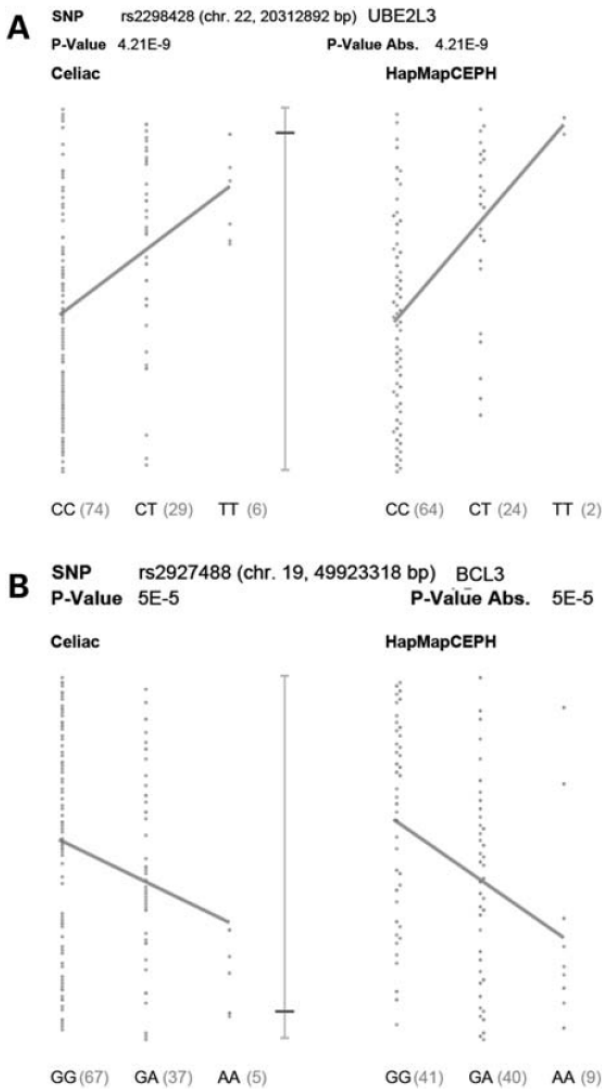 A
SNP rs2298428 (chr. 22, 20312892 bp) UBE2L3
P-Value 4.21E-9 P-Value Abs. 4.21E-9
Celiac HapMapCEPH
CC (74) CT (29) TT (6) CC (64) CT (24) TT (2)
B
SNP rs2927488 (chr. 19, 49923318 bp) BCL3
P-Value 5E-5 P-Value Abs. 5E-5
Celiac HapMapCEPH
GG (67) GA (37) AA (5) GG (41) GA (40) AA (9)